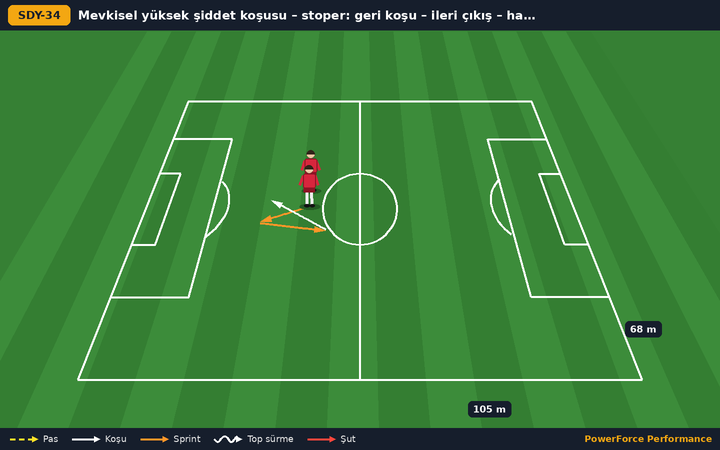 SDY-34
Mevkisel yüksek şiddet koşusu – stoper: geri koşu – ileri çıkış – ha…
68 m
105 m
Pas
Koşu
Sprint
Top sürme
Şut
PowerForce Performance